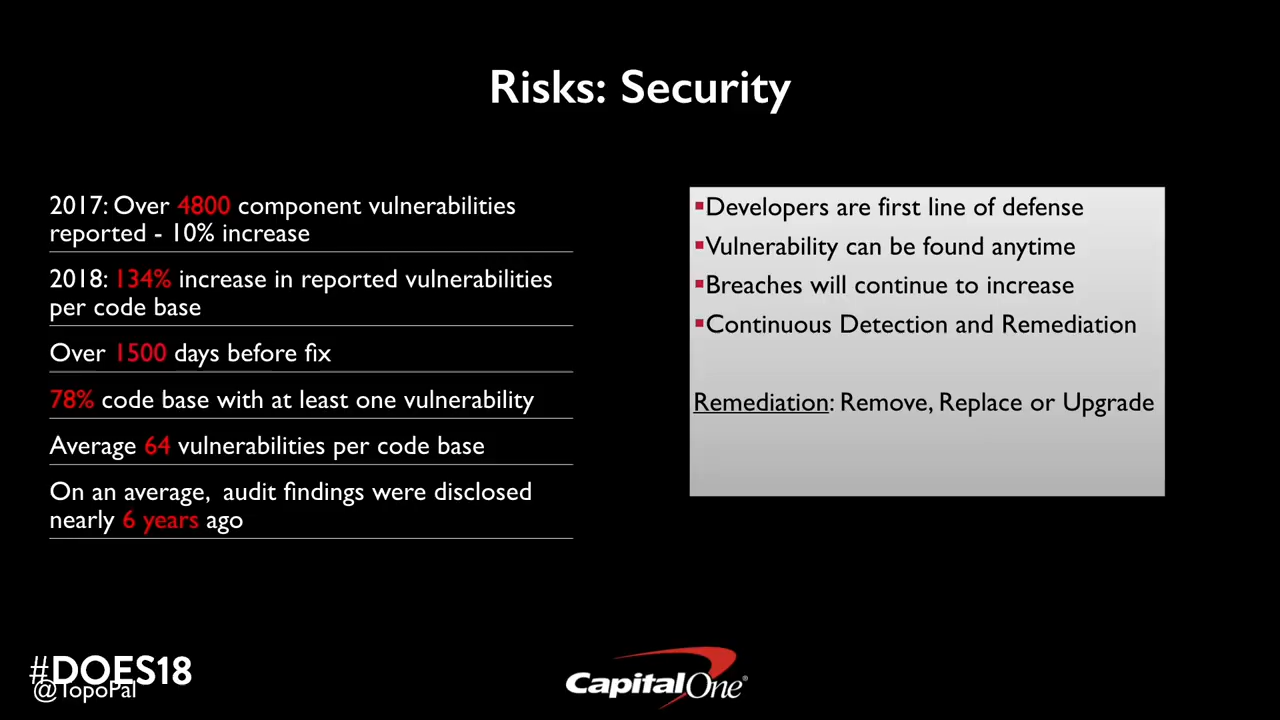 Risks: Security
2017: Over 4800 component vulnerabilities
reported - 10% increase
2018: 134% increase in reported vulnerabilities
per code base
Over 1500 days before fix
78% code base with at least one vulnerability
Average 64 vulnerabilities per code base
On an average,  audit findings were disclosed
nearly 6 years ago
▪Developers are first line of defense
▪Vulnerability can be found anytime
▪Breaches will continue to increase
▪Continuous Detection and Remediation
Remediation: Remove, Replace or Upgrade
#DOES18
@TopoPal
Capital One®